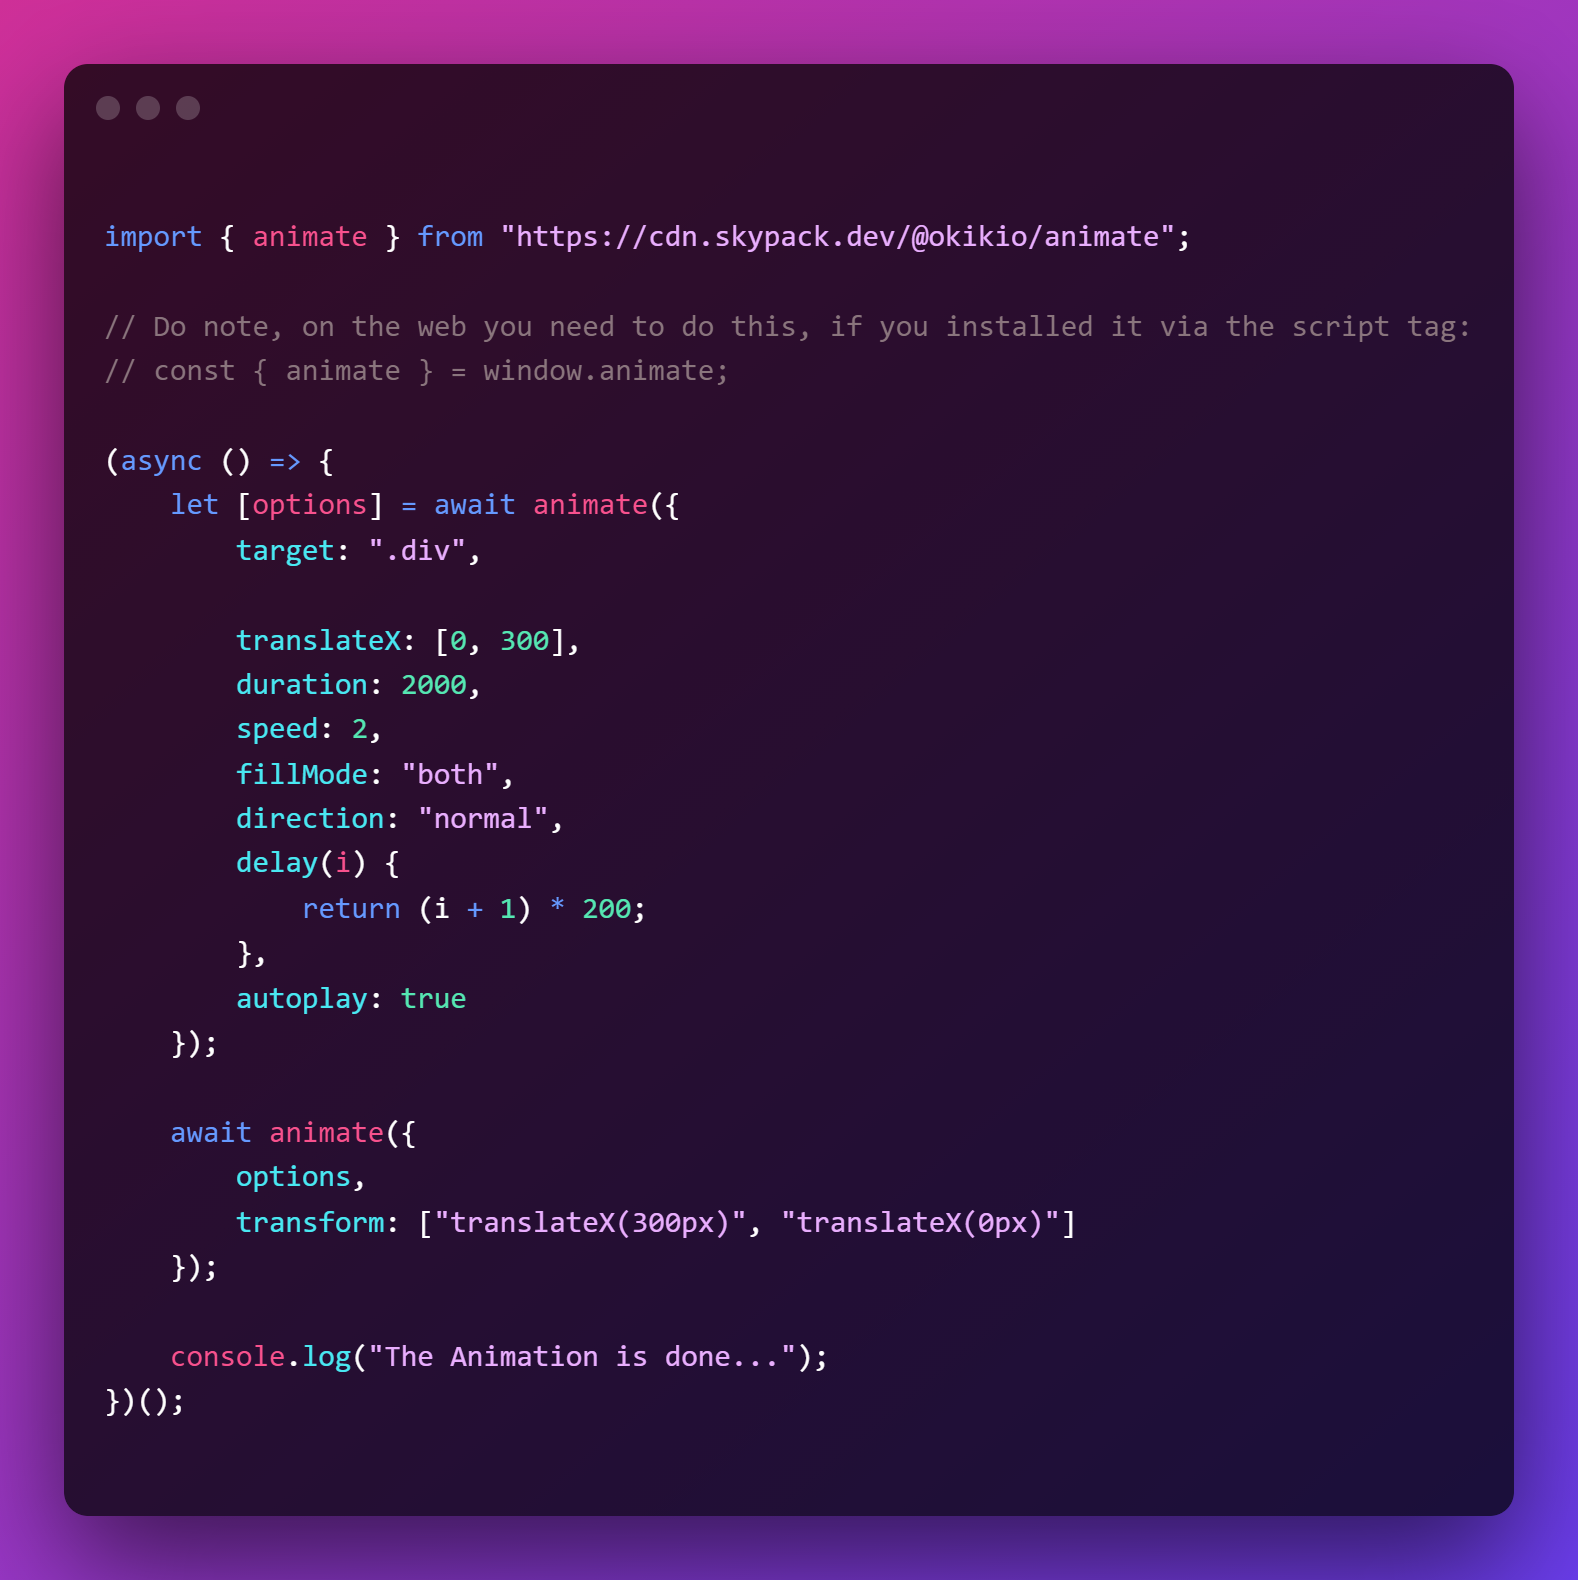 import { animate } from "https://cdn.skypack.dev/@okikio/animate";
// Do note, on the web you need to do this, if you installed it via the script tag:
// const { animate } = window.animate;
(async () => {
    let [options] = await animate({
        target: ".div",
        translateX: [0, 300],
        duration: 2000,
        speed: 2,
        fillMode: "both",
        direction: "normal",
        delay(i) {
            return (i + 1) * 200;
        },
        autoplay: true
    });
    await animate({
        options,
        transform: ["translateX(300px)", "translateX(0px)"]
    });
    console.log("The Animation is done...");
})();